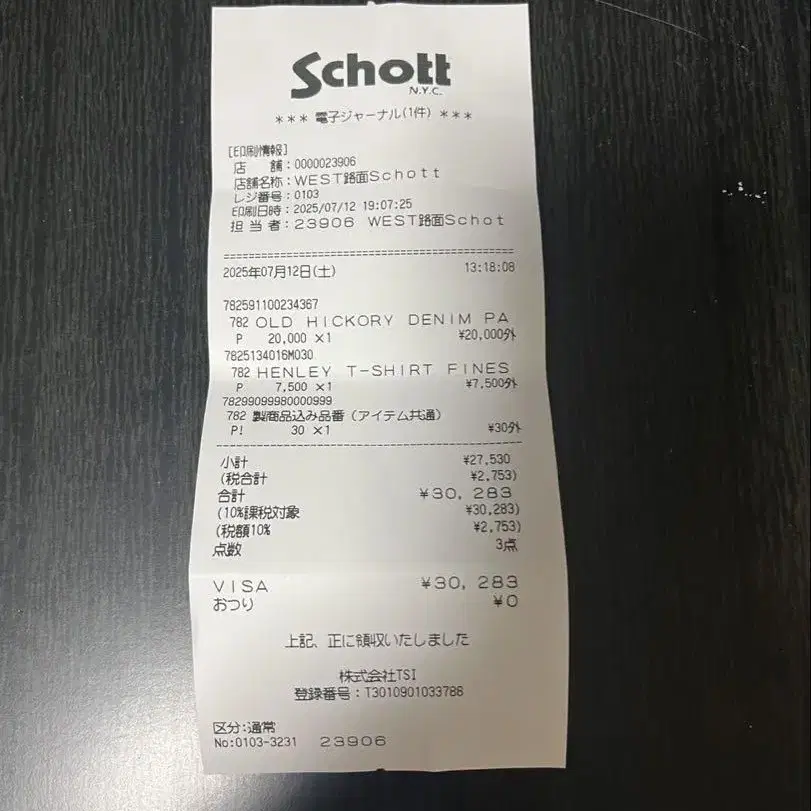 Schott
N.Y.C.
*** 電子ジャーナル(1件) ***
[印刷情報]
店 舗:0000023906
店舗名称:WEST路面Schott
レジ番号:0103
印刷日時:2025/07/12 19:07:25
担 当 者:23906 WEST路面Schot
2025年07月12日(土) 13:18:08
782591100234367
782 OLD HICKORY DENIM PA
P 20,000 ×1 ¥20,000外
7825134016M030
782 HENLEY T-SHIRT FINES
P 7,500 ×1 ¥7,500外
78299099980000999
782 製商品込み品番(アイテム共通)
P! 30 ×1 ¥30外
小計 ¥27,530
(税合計 ¥2,753)
合計 ¥30,283
(10%課税対象 ¥30,283)
(税額10% ¥2,753)
点数 3点
VISA ¥30,283
おつり ¥0
上記、正に領収いたしました
株式会社TSI
登録番号:T3010901033786
区分:通常
No:0103-3231 23906